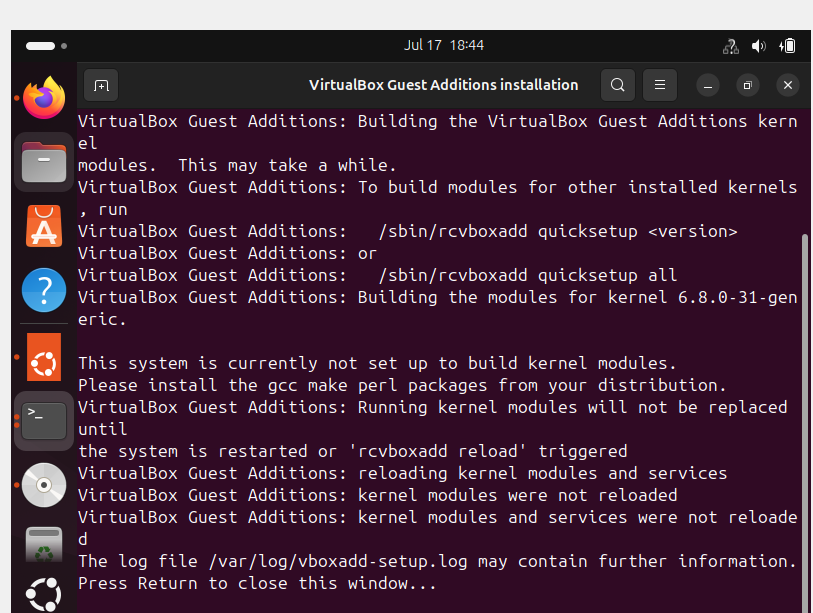 Jul 17 18:44
VirtualBox Guest Additions installation
VirtualBox Guest Additions: Building the VirtualBox Guest Additions kern
el
modules.  This may take a while.
VirtualBox Guest Additions: To build modules for other installed kernels
, run
VirtualBox Guest Additions:   /sbin/rcvboxadd quicksetup <version>
VirtualBox Guest Additions: or
VirtualBox Guest Additions:   /sbin/rcvboxadd quicksetup all
VirtualBox Guest Additions: Building the modules for kernel 6.8.0-31-gen
eric.
This system is currently not set up to build kernel modules.
Please install the gcc make perl packages from your distribution.
VirtualBox Guest Additions: Running kernel modules will not be replaced
until
the system is restarted or 'rcvboxadd reload' triggered
VirtualBox Guest Additions: reloading kernel modules and services
VirtualBox Guest Additions: kernel modules were not reloaded
VirtualBox Guest Additions: kernel modules and services were not reloade
d
The log file /var/log/vboxadd-setup.log may contain further information.
Press Return to close this window...